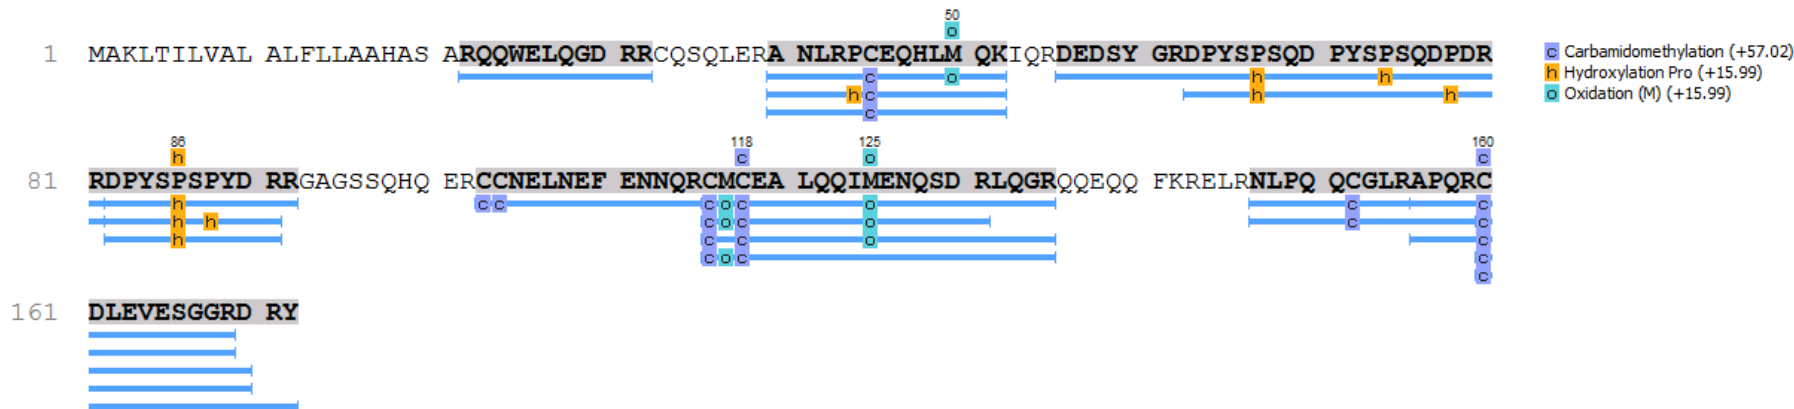 50
o
1 MAKLTILVAL ALFLLAAHAS ARQQWELQGD RRCQSQLERA NLRPCEQHLM QKIQRDEDSY GRDPYSPSQD PYSPSQDPDR
c o h h
h c h h
c
c Carbamidomethylation (+57.02)
h Hydroxylation Pro (+15.99)
o Oxidation (M) (+15.99)
86 118 125 160
h c o c
81 RDPYSPSPYD RRGAGSSQHQ ERCCNELNEF ENNQRCMCEA LQQIMENQSD RLQGRQQEQQ FKRELRNLPQ QCGLRAPQRC
h c c c o c o c c
h h c o c o c c
h c c o c
c o c c
c
161 DLEVESGGRD RY